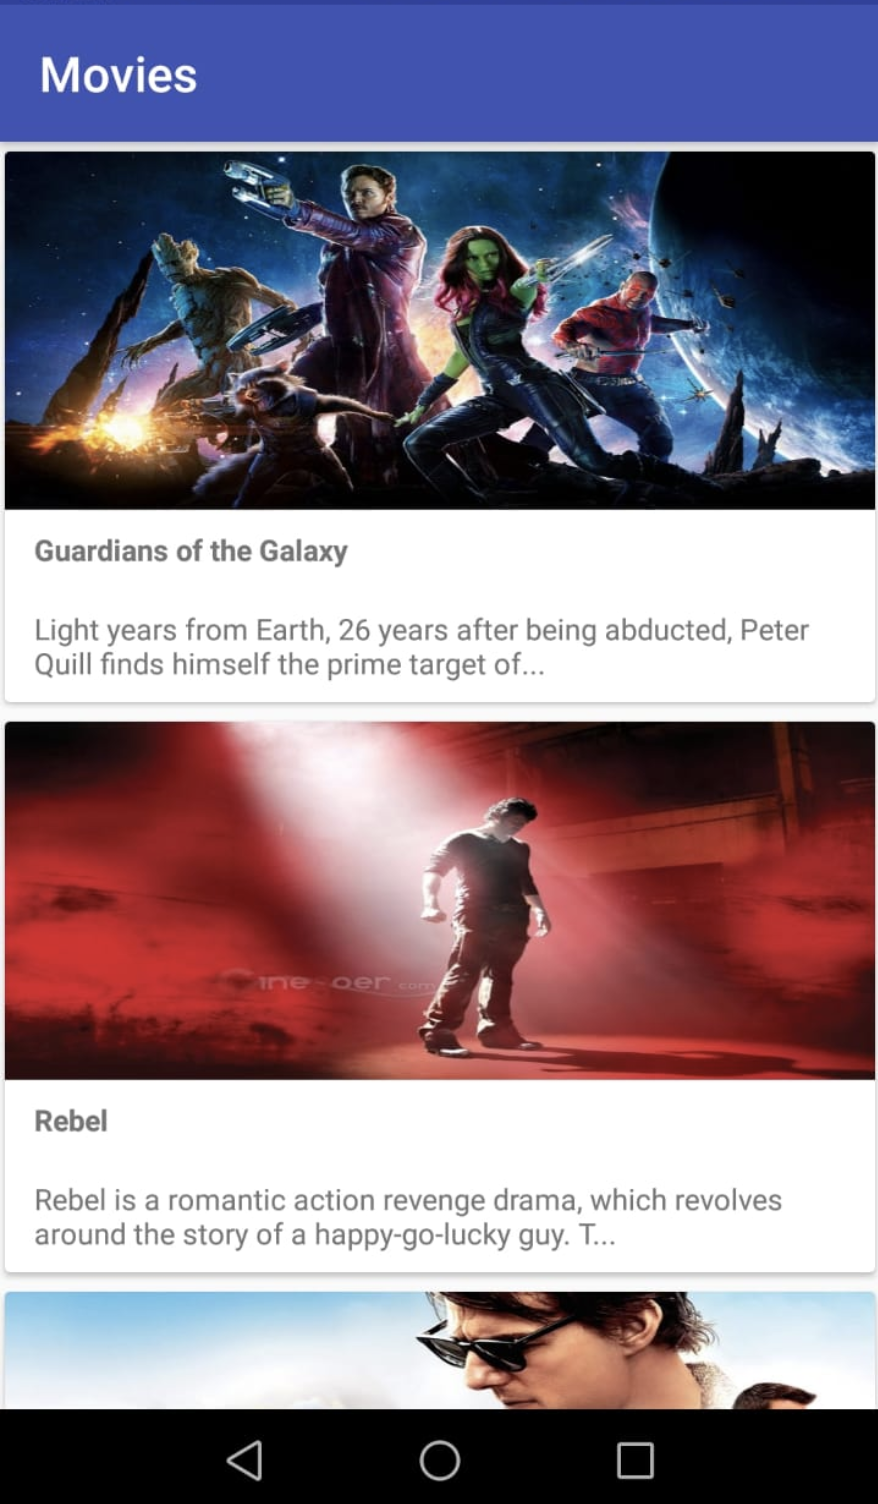 Movies
Guardians of the Galaxy
Light years from Earth, 26 years after being abducted, Peter
Quill finds himself the prime target of...
Rebel
Rebel is a romantic action revenge drama, which revolves
around the story of a happy-go-lucky guy. T...